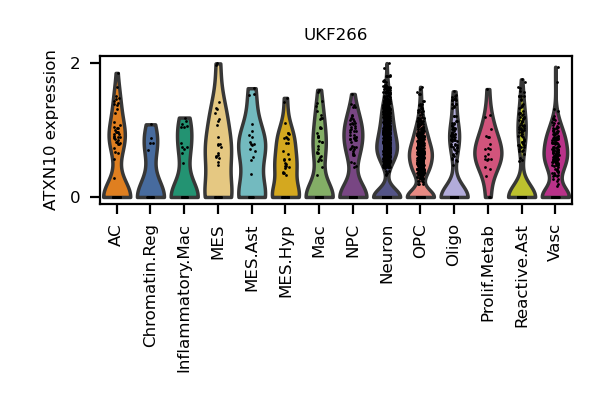 UKF266
ATXN10 expression
2
0
AC
Chromatin.Reg
Inflammatory.Mac
MES
MES.Ast
MES.Hyp
Mac
NPC
Neuron
OPC
Oligo
Prolif.Metab
Reactive.Ast
Vasc